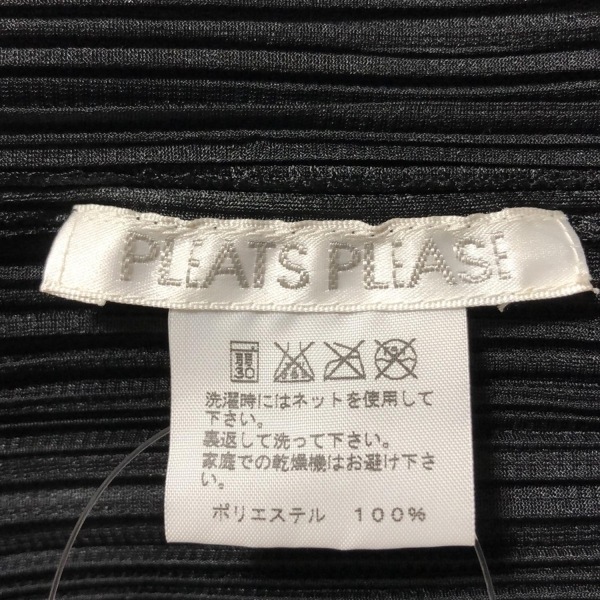 PLEATS PLEASE
弱 30
洗濯時にはネットを使用して
下さい。
裏返して洗って下さい。
家庭での乾燥機はお避け下さ
い。
ポリエステル 100%